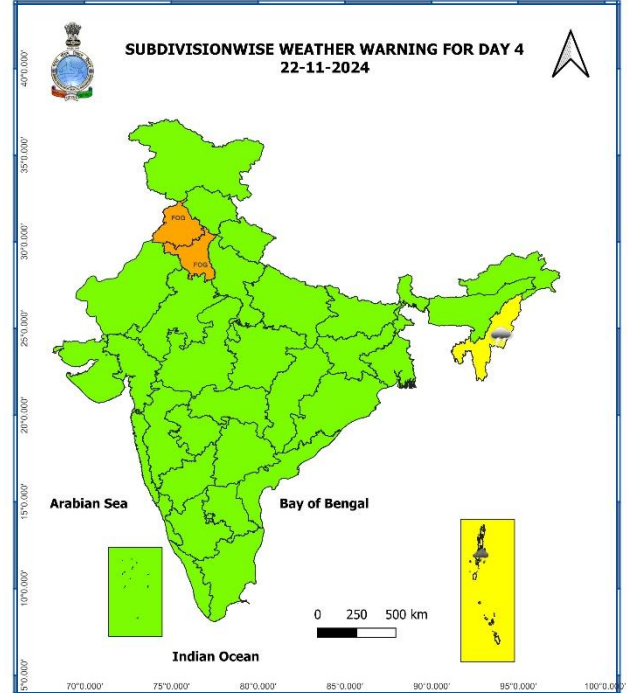 SUBDIVISIONWISE WEATHER WARNING FOR DAY 4
22-11-2024
40°0.000'
35°0.000'
30°0.000'
25°0.000'
20°0.000'
15°0.000'
10°0.000'
5°0.000'
FOG
FOG
Arabian Sea
Bay of Bengal
0 250 500 km
Indian Ocean
70°0.000' 75°0.000' 80°0.000' 85°0.000' 90°0.000' 95°0.000' 100°0.000'